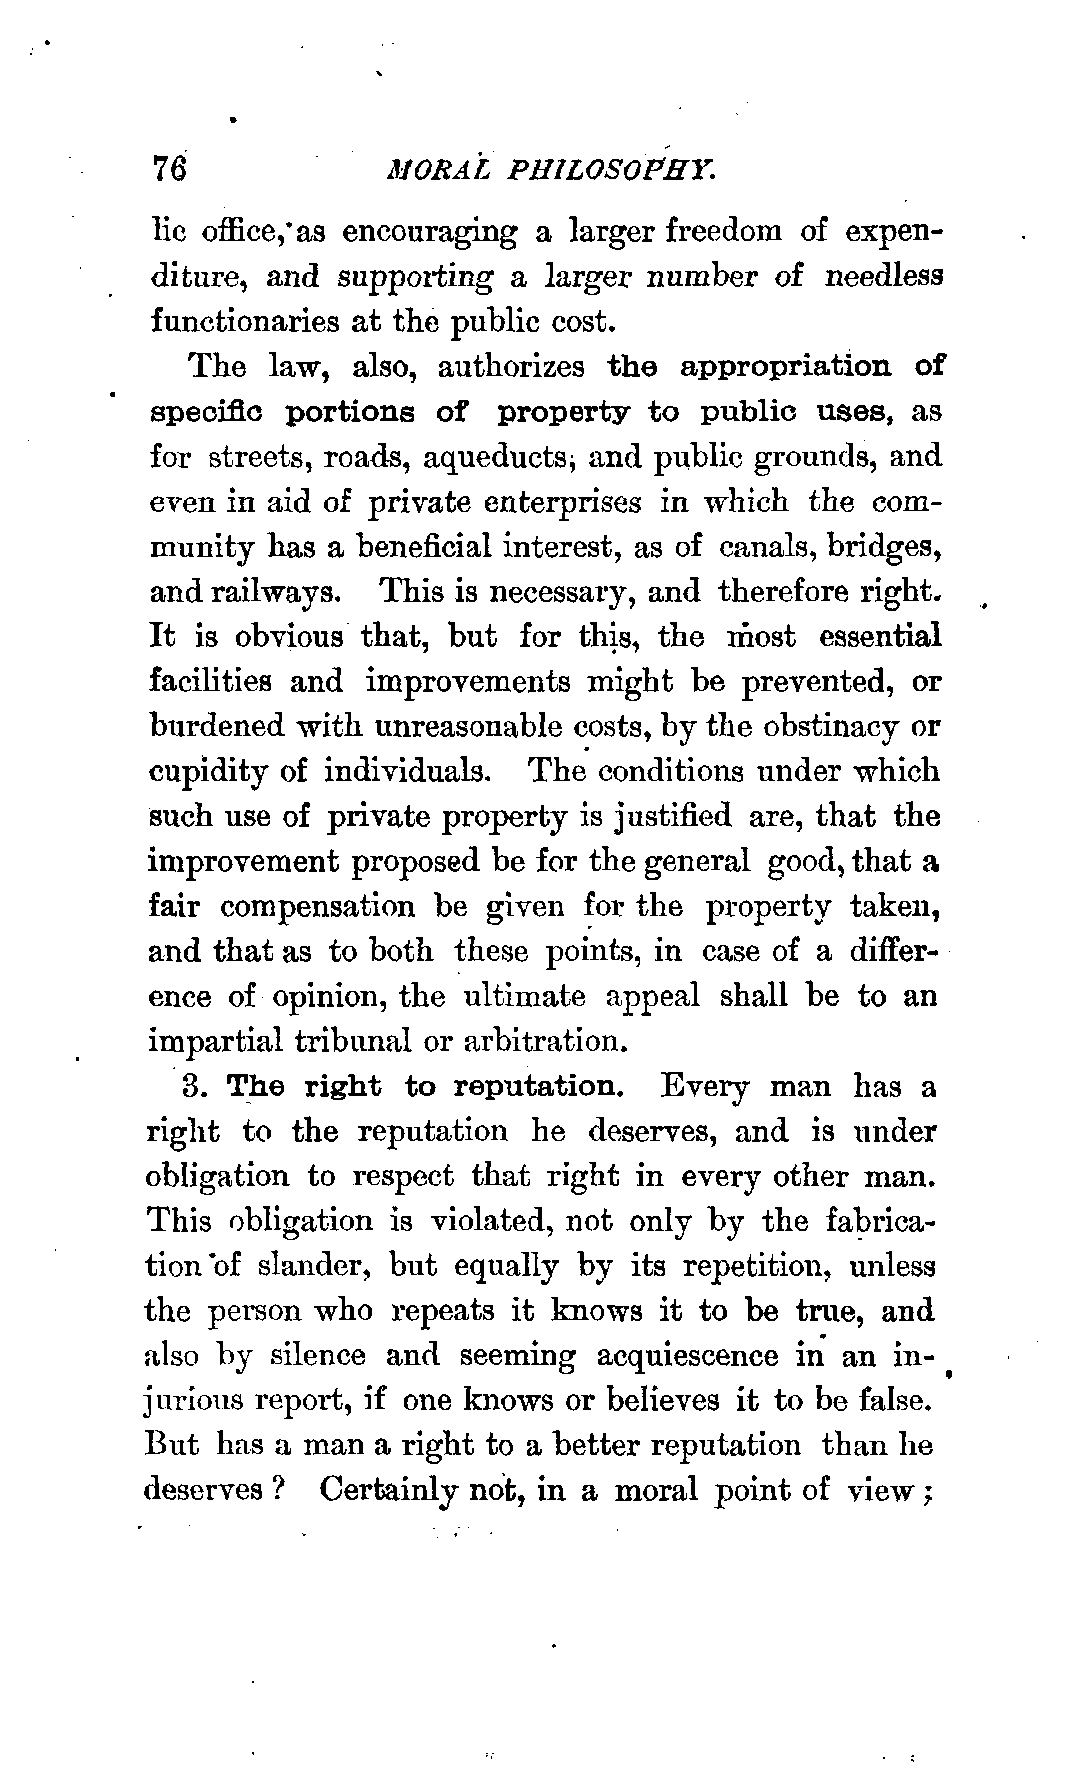 76 MORAL PHILOSOPHY.
lic office, as encouraging a larger freedom of expen-
diture, and supporting a larger number of needless
functionaries at the public cost.
The law, also, authorizes the appropriation of
specific portions of property to public uses, as
for streets, roads, aqueducts, and public grounds, and
even in aid of private enterprises in which the com-
munity has a beneficial interest, as of canals, bridges,
and railways. This is necessary, and therefore right.
It is obvious that, but for this, the most essential
facilities and improvements might be prevented, or
burdened with unreasonable costs, by the obstinacy or
cupidity of individuals. The conditions under which
such use of private property is justified are, that the
improvement proposed be for the general good, that a
fair compensation be given for the property taken,
and that as to both these points, in case of a differ-
ence of opinion, the ultimate appeal shall be to an
impartial tribunal or arbitration.
3. The right to reputation. Every man has a
right to the reputation he deserves, and is under
obligation to respect that right in every other man.
This obligation is violated, not only by the fabrica-
tion of slander, but equally by its repetition, unless
the person who repeats it knows it to be true, and
also by silence and seeming acquiescence in an in-
jurious report, if one knows or believes it to be false.
But has a man a right to a better reputation than he
deserves? Certainly not, in a moral point of view;